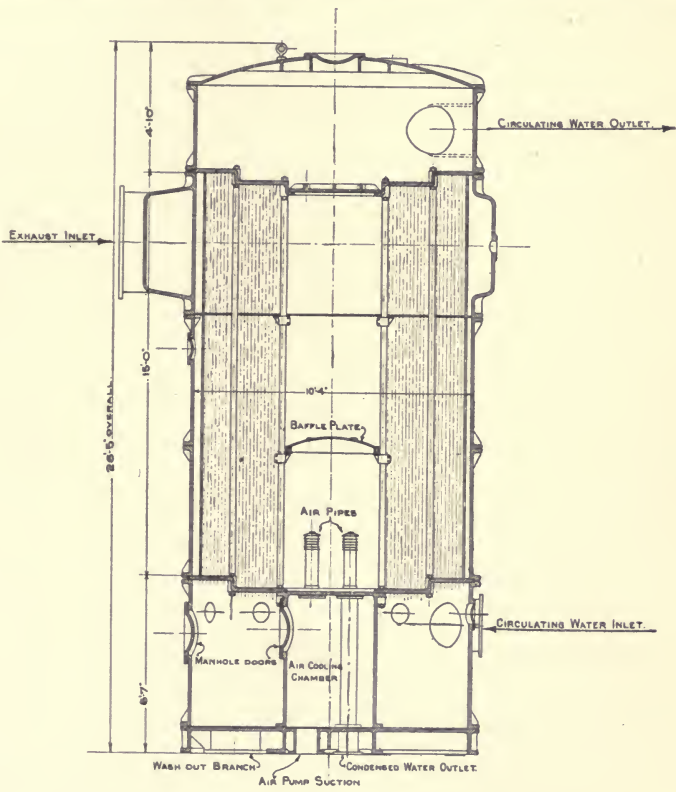 CIRCULATING WATER OUTLET.
4'-10"
EXHAUST INLET
15'-0"
10'-4"
26'-5" OVERALL.
BAFFLE PLATE
AIR PIPES
CIRCULATING WATER INLET.
MANHOLE DOORS
AIR COOLING
CHAMBER
6'-7"
WASH OUT BRANCH
CONDENSED WATER OUTLET.
AIR PUMP SUCTION